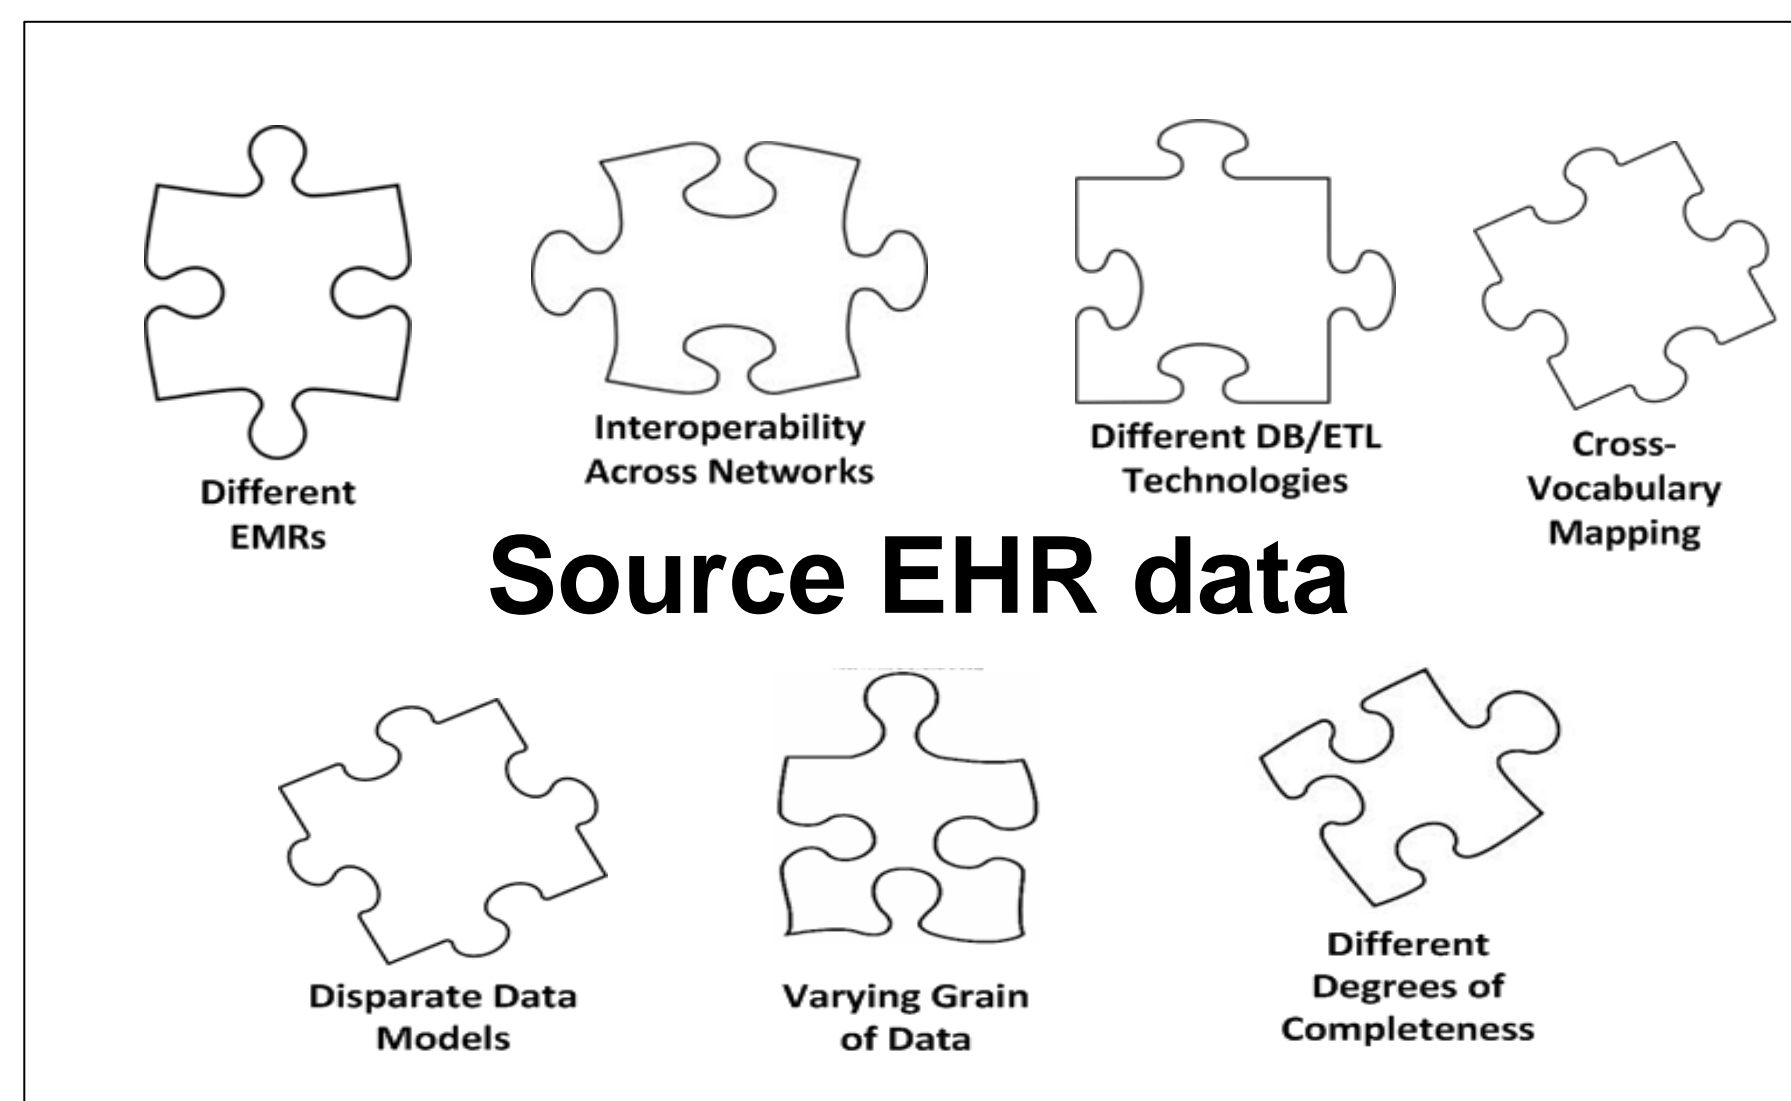 Different
EMRs
Interoperability
Across Networks
Different DB/ETL
Technologies
Cross-
Vocabulary
Mapping
Source EHR data
Disparate Data
Models
Varying Grain
of Data
Different
Degrees of
Completeness